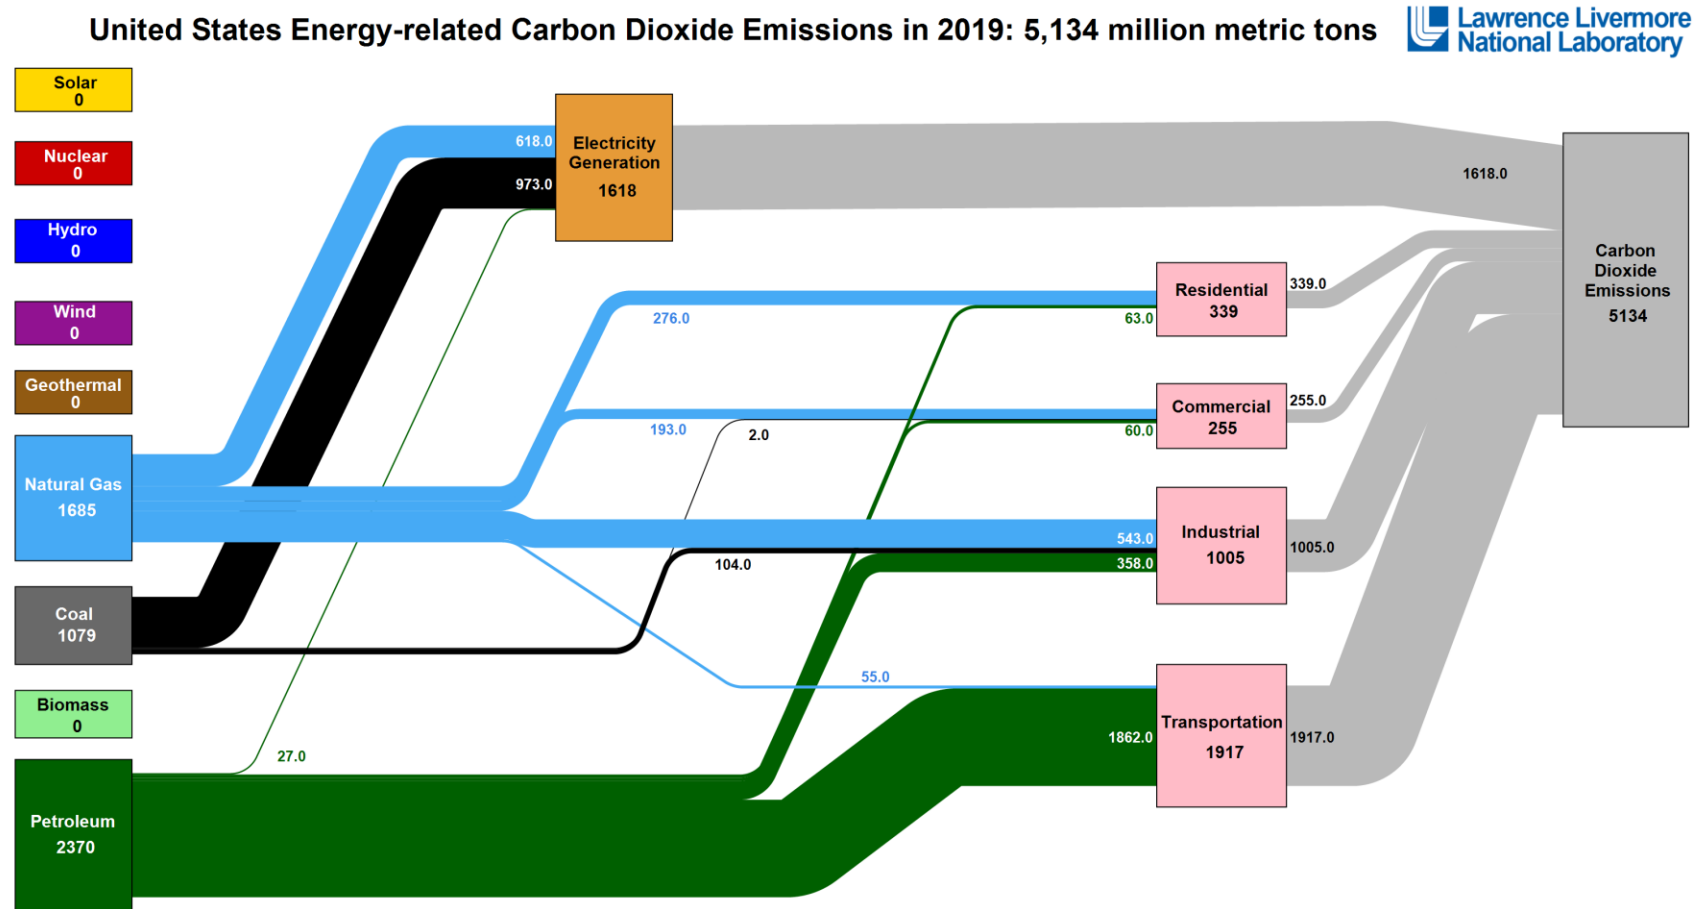 United States Energy-related Carbon Dioxide Emissions in 2019: 5,134 million metric tons
Lawrence Livermore
National Laboratory
Solar
0
Nuclear
0
Hydro
0
Wind
0
Geothermal
0
Natural Gas
1685
Coal
1079
Biomass
0
Petroleum
2370
618.0
973.0
27.0
Electricity
Generation
1618
276.0
193.0
2.0
104.0
55.0
63.0
60.0
543.0
358.0
1862.0
Residential
339
Commercial
255
Industrial
1005
Transportation
1917
1618.0
339.0
255.0
1005.0
1917.0
Carbon
Dioxide
Emissions
5134